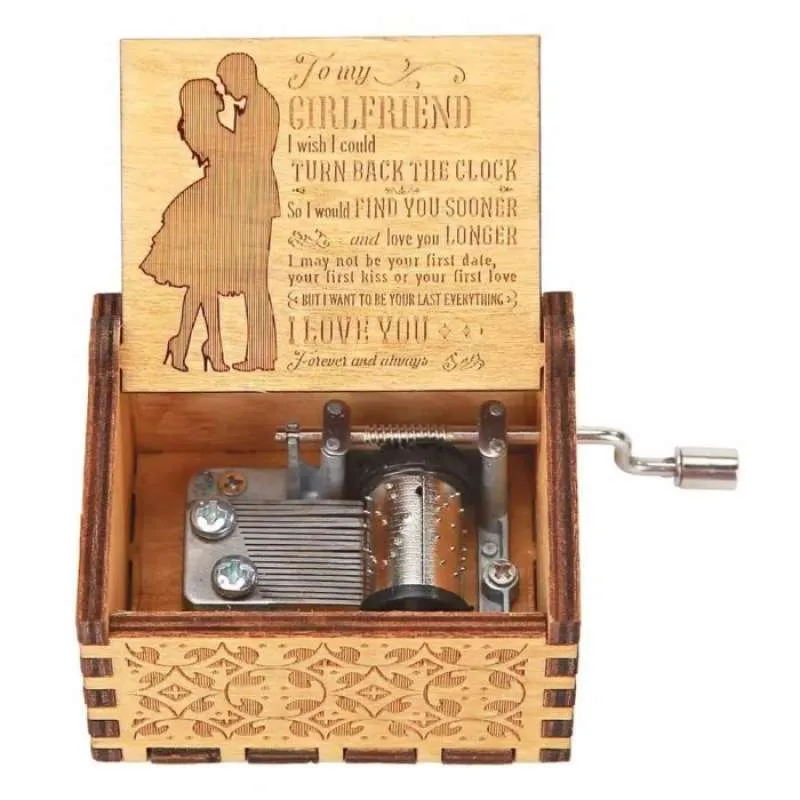 To my
GIRLFRIEND
I wish I could
TURN BACK THE CLOCK
So I would FIND YOU SOONER
and love you LONGER
I may not be your first date,
your first kiss or your first love
BUT I WANT TO BE YOUR LAST EVERYTHING
I LOVE YOU
Forever and always